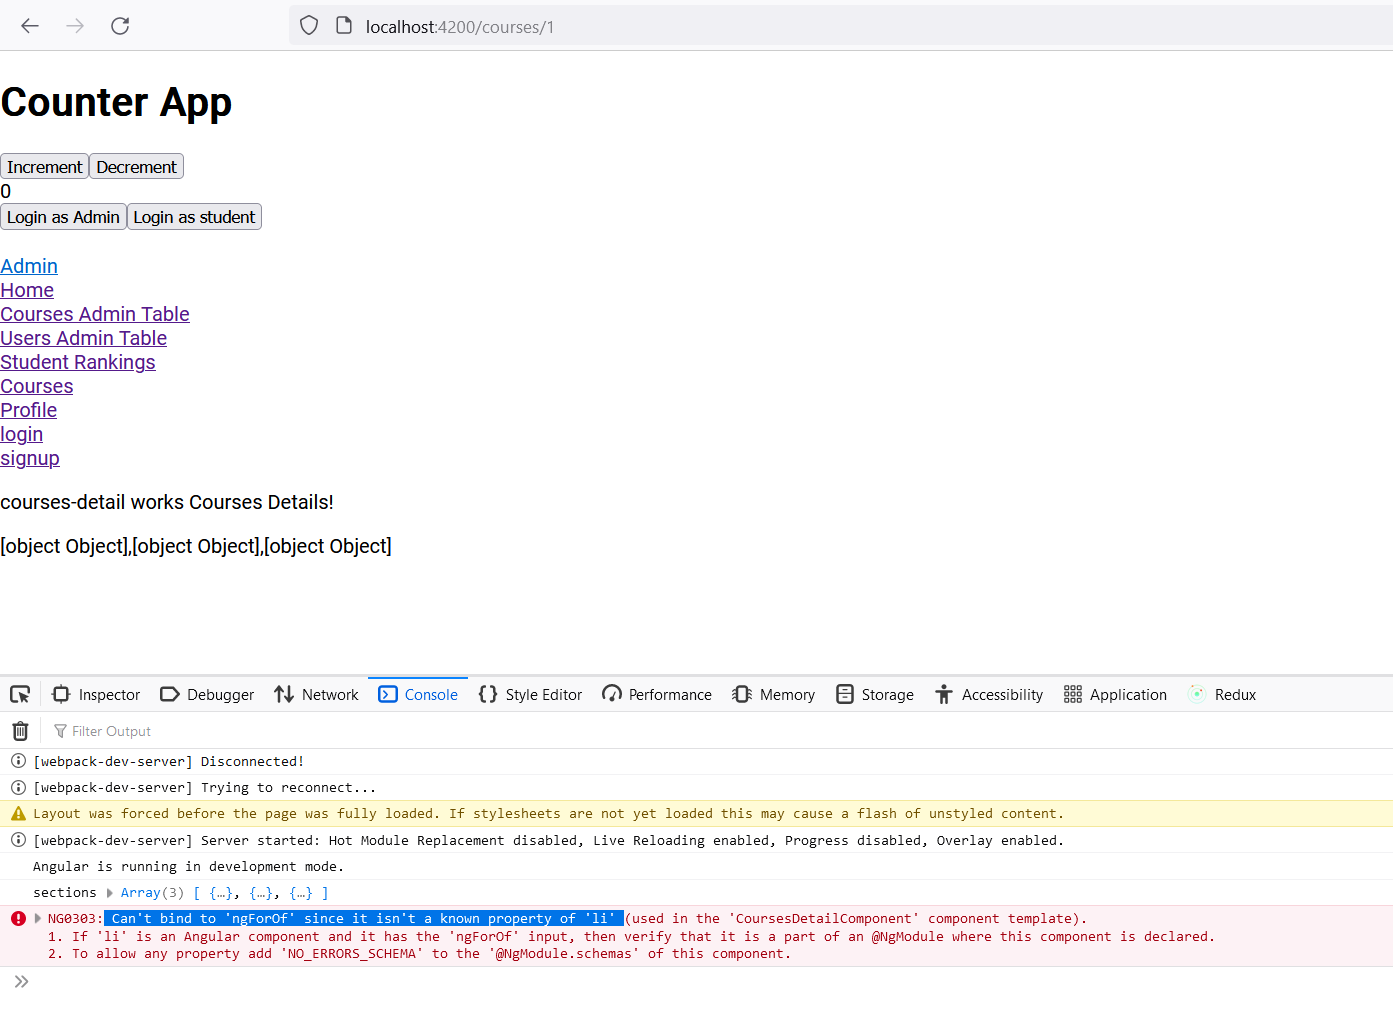 localhost:4200/courses/1
Counter App
Increment Decrement
0
Login as Admin Login as student
Admin
Home
Courses Admin Table
Users Admin Table
Student Rankings
Courses
Profile
login
signup
courses-detail works Courses Details!
[object Object],[object Object],[object Object]
Inspector Debugger Network Console Style Editor Performance Memory Storage Accessibility Application Redux
Filter Output
[webpack-dev-server] Disconnected!
[webpack-dev-server] Trying to reconnect...
Layout was forced before the page was fully loaded. If stylesheets are not yet loaded this may cause a flash of unstyled content.
[webpack-dev-server] Server started: Hot Module Replacement disabled, Live Reloading enabled, Progress disabled, Overlay enabled.
Angular is running in development mode.
sections Array(3) [ {…}, {…}, {…} ]
NG0303: Can't bind to 'ngForOf' since it isn't a known property of 'li' (used in the 'CoursDetailComponent' component template).
1. If 'li' is an Angular component and it has the 'ngForOf' input, then verify that it is a part of an @NgModule where this component is declared.
2. To allow any property add 'NO_ERRORS_SCHEMA' to the '@NgModule.schemas' of this component.